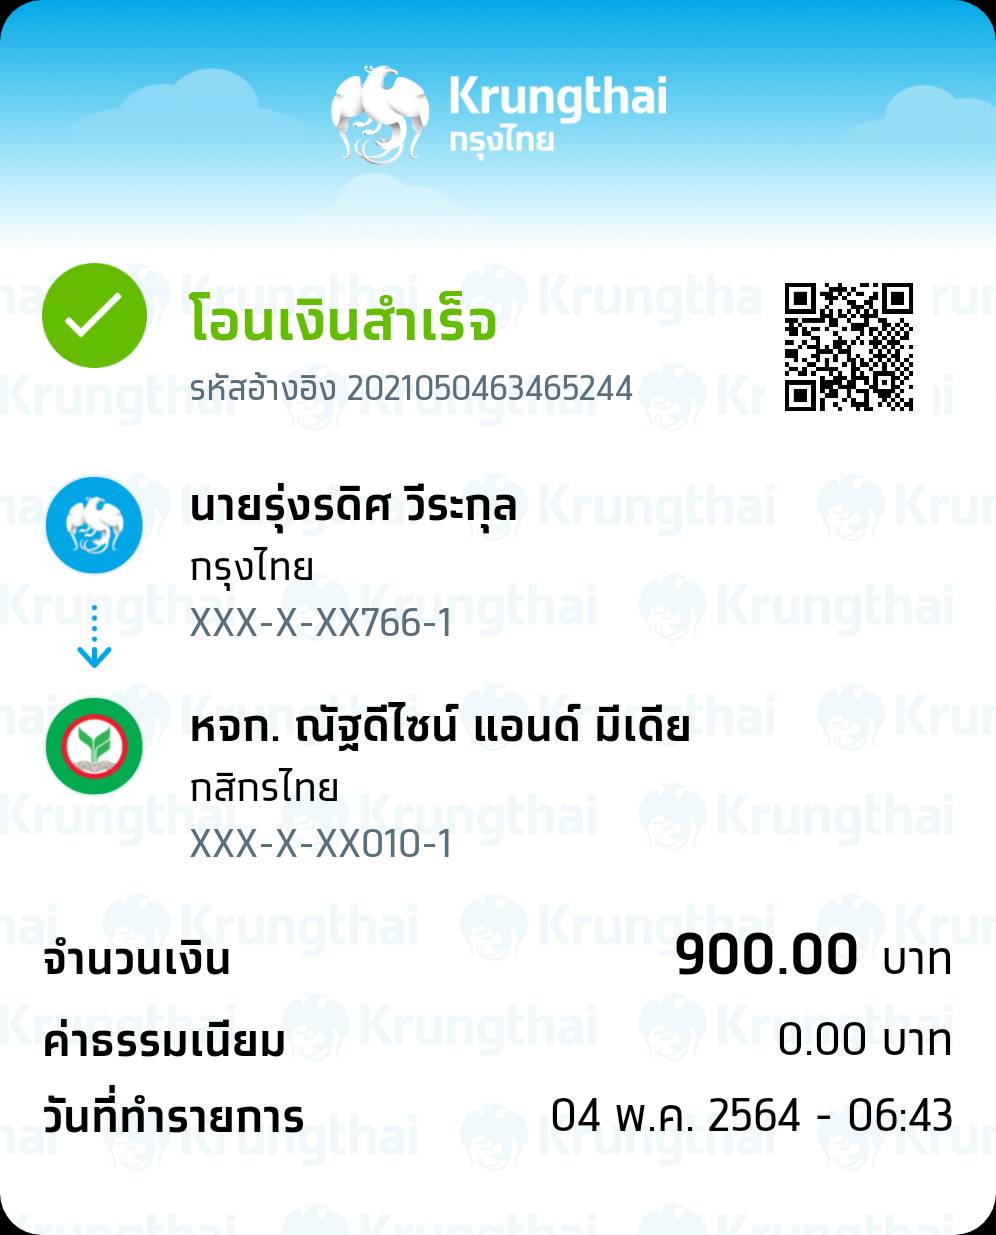 Krungthai
กรุงไทย
โอนเงินสำเร็จ
รหัสอ้างอิง 2021050463465244
นายรุ่งรดิศ วีระกุล
กรุงไทย
XXX-X-XX766-1
หจก. ณัฐดีไซน์ แอนด์ มีเดีย
กสิกรไทย
XXX-X-XX010-1
จำนวนเงิน 900.00 บาท
ค่าธรรมเนียม 0.00 บาท
วันที่ทำรายการ 04 พ.ค. 2564 - 06:43